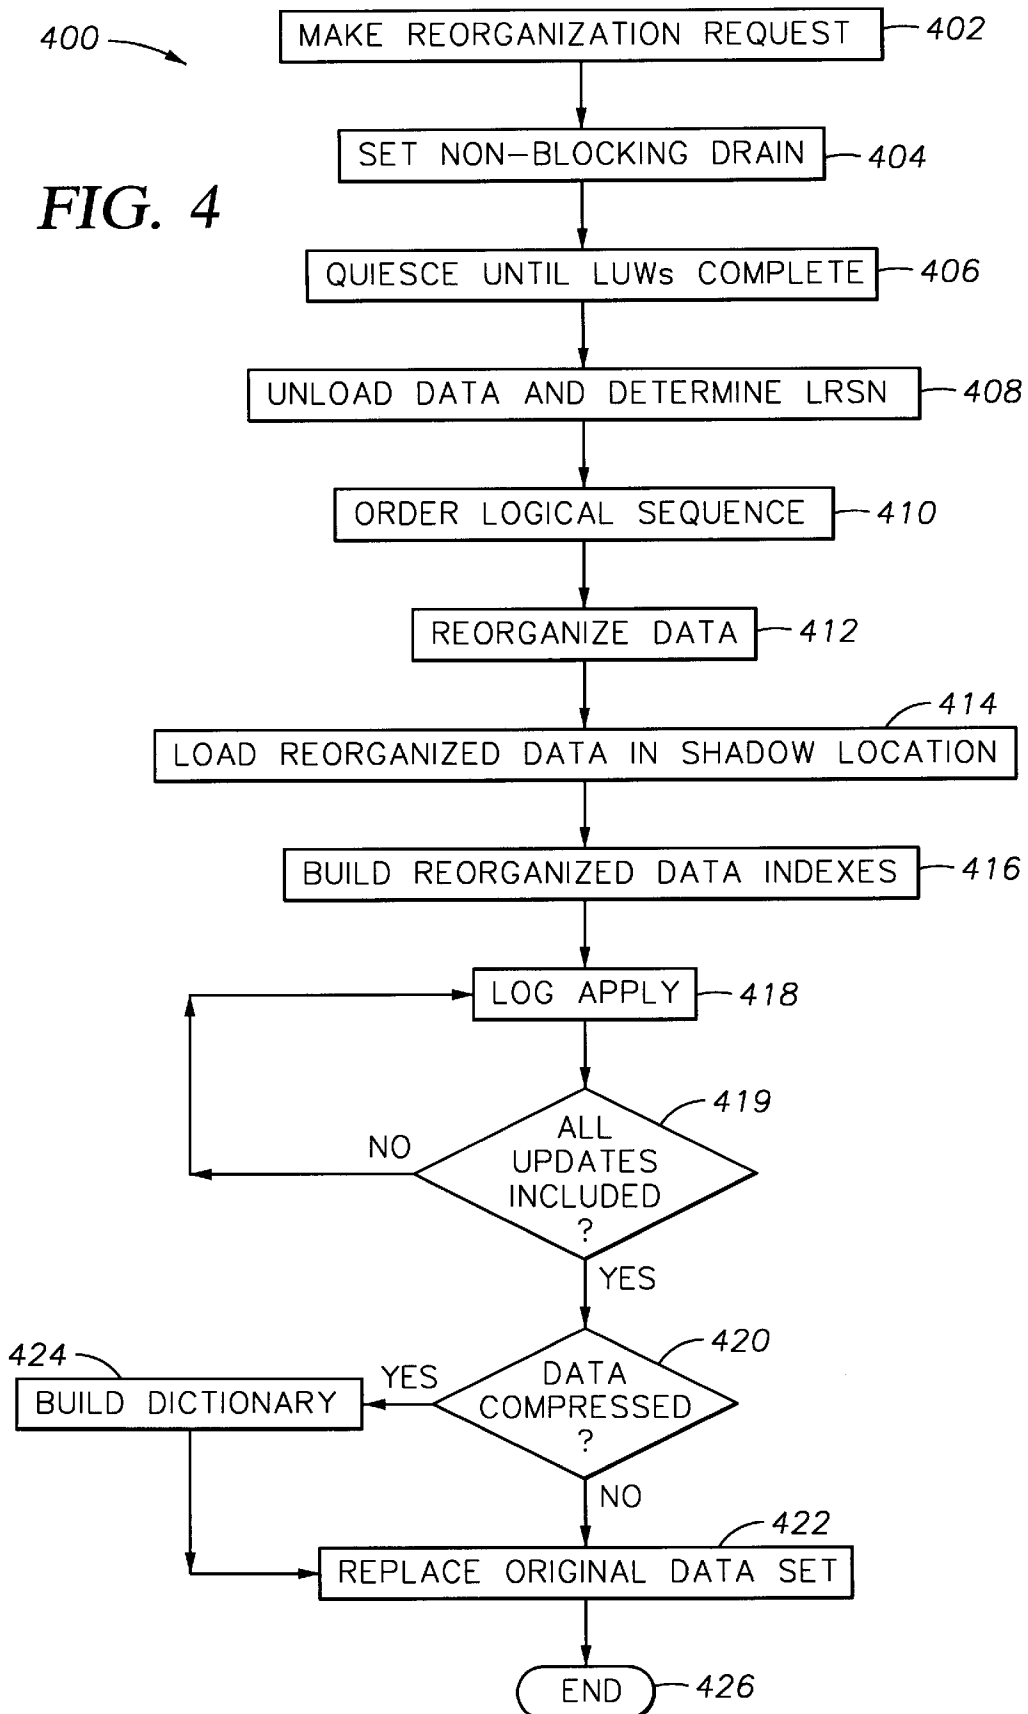 400
MAKE REORGANIZATION REQUEST
402
SET NON-BLOCKING DRAIN
404
FIG. 4
QUIESCE UNTIL LUWs COMPLETE
406
UNLOAD DATA AND DETERMINE LRSN
408
ORDER LOGICAL SEQUENCE
410
REORGANIZE DATA
412
414
LOAD REORGANIZED DATA IN SHADOW LOCATION
BUILD REORGANIZED DATA INDEXES
416
LOG APPLY
418
419
NO
ALL
UPDATES
INCLUDED
?
YES
420
424
YES
DATA
COMPRESSED
?
BUILD DICTIONARY
NO
422
REPLACE ORIGINAL DATA SET
END
426